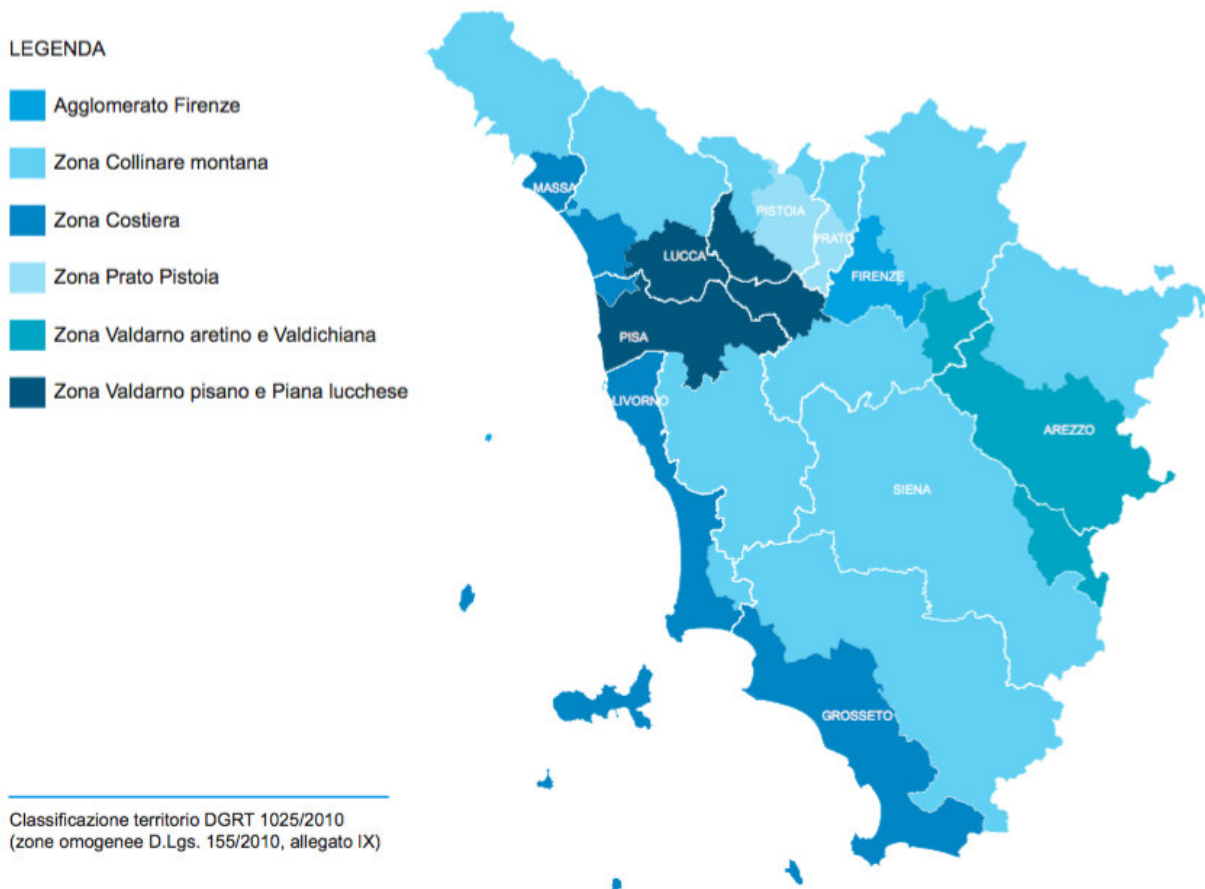 LEGENDA
Agglomerato Firenze
Zona Collinare montana
Zona Costiera
Zona Prato Pistoia
Zona Valdarno aretino e Valdichiana
Zona Valdarno pisano e Piana lucchese
MASSA
PISTOIA
PRATO
LUCCA
FIRENZE
PISA
LIVORNO
AREZZO
SIENA
GROSSETO
Classificazione territorio DGRT 1025/2010
(zone omogenee D.Lgs. 155/2010, allegato IX)